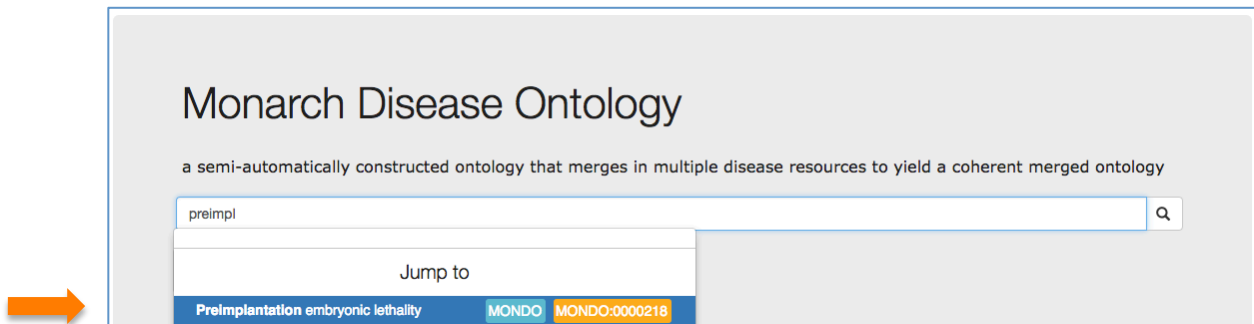 Monarch Disease Ontology
a semi-automatically constructed ontology that merges in multiple disease resources to yield a coherent merged ontology
preimpl
Jump to
Preimplantation embryonic lethality MONDO MONDO:0000218